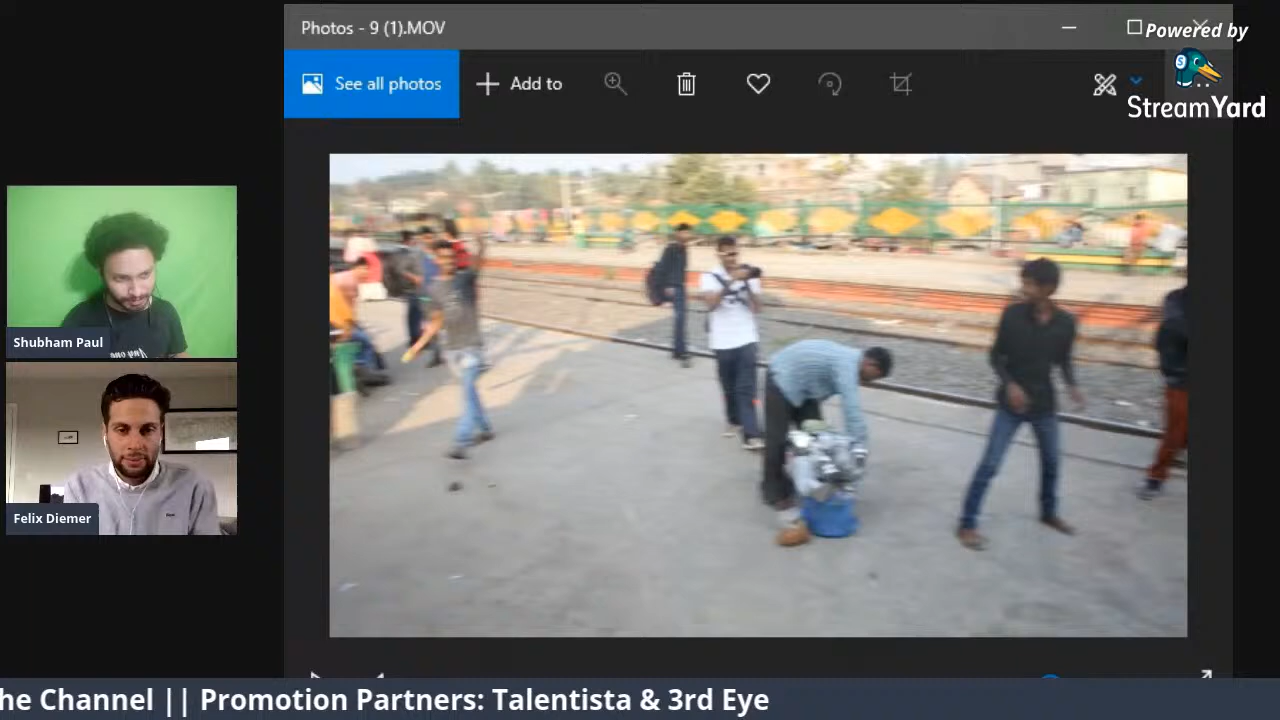 Photos - 9 (1).MOV
Powered by
See all photos
Add to
StreamYard
Shubham Paul
Felix Diemer
he Channel || Promotion Partners: Talentista & 3rd Eye